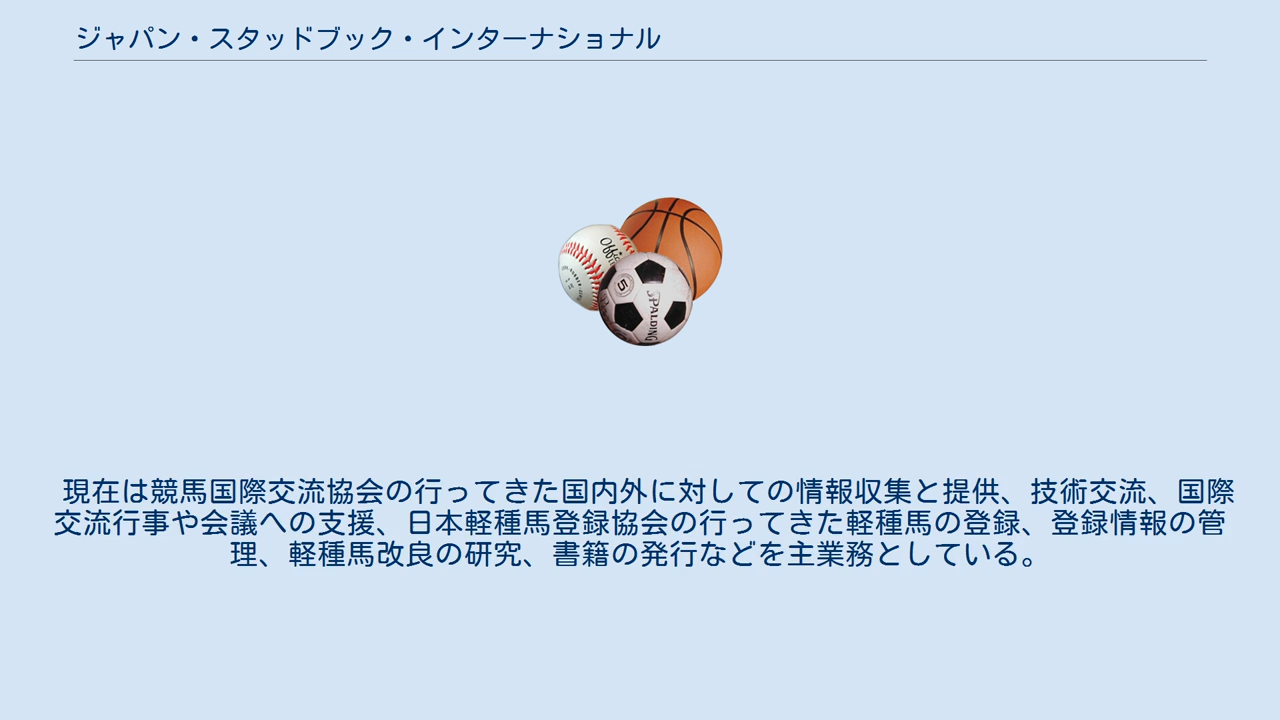 ジャパン・スタッドブック・インターナショナル
SPALDING
5
現在は競馬国際交流協会の行ってきた国内外に対しての情報収集と提供、技術交流、国際
交流行事や会議への支援、日本軽種馬登録協会の行ってきた軽種馬の登録、登録情報の管
理、軽種馬改良の研究、書籍の発行などを主業務としている。